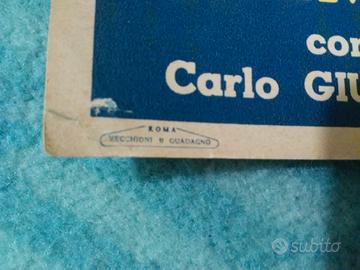 con
Carlo GIU
ROMA
VECCHIONI E GUADAGNO
subito